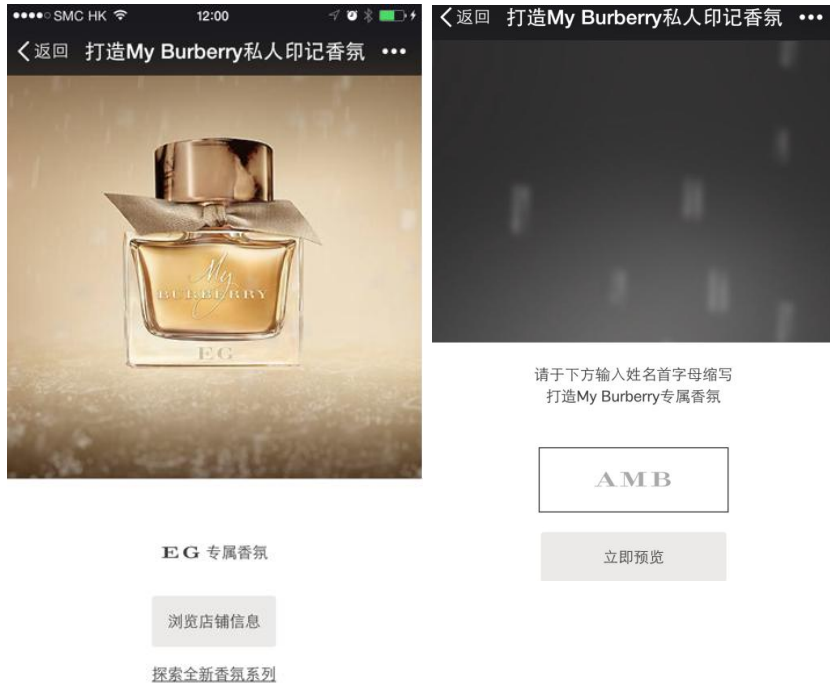 SMC HK
12:00
返回
打造My Burberry私人印记香氛
My
BURBERRY
EG
EG 专属香氛
浏览店铺信息
探索全新香氛系列
返回
打造My Burberry私人印记香氛
请于下方输入姓名首字母缩写
打造My Burberry专属香氛
AMB
立即预览